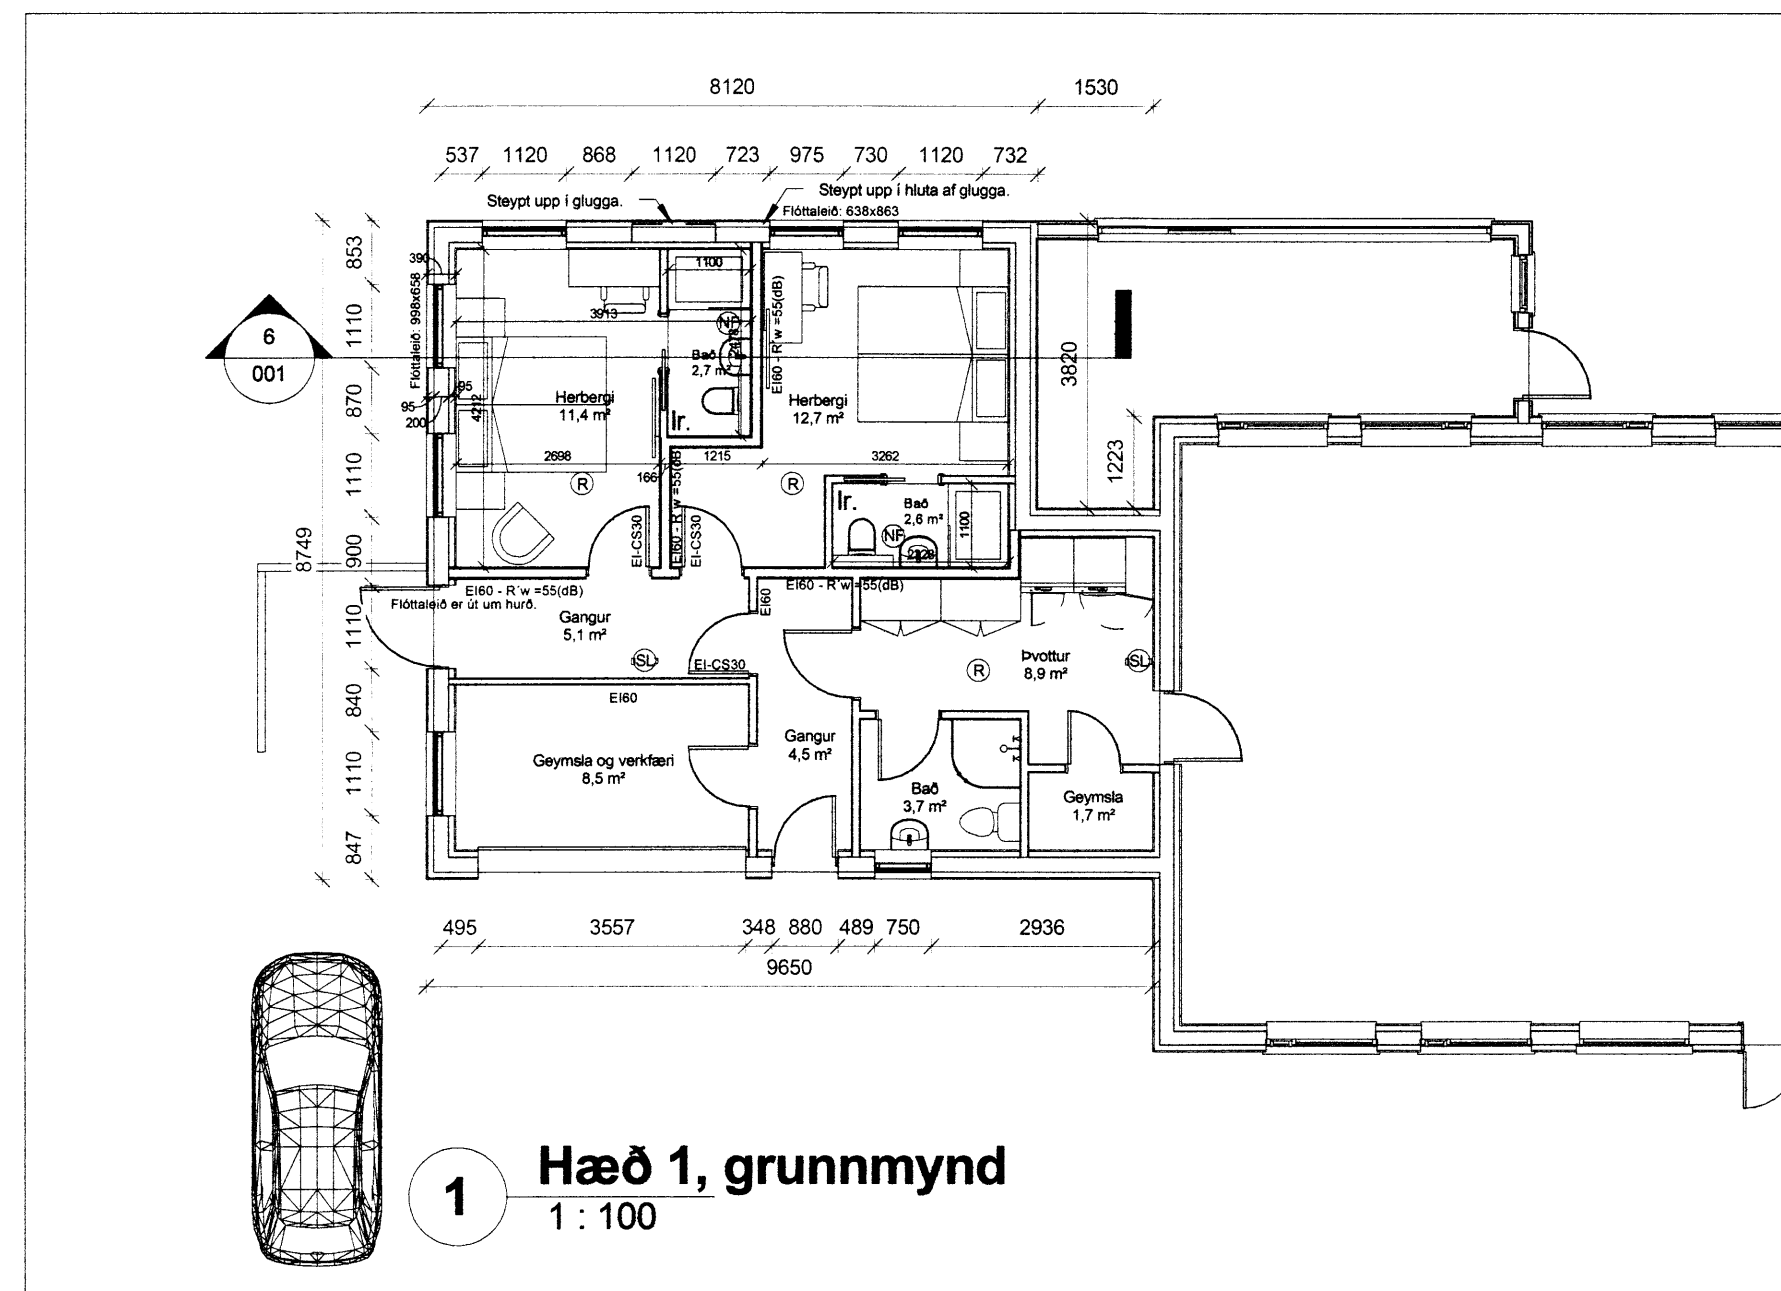 8120 1530
537 1120 868 1120 723 975 730 1120 732
Steypt upp í glugga.
Steypt upp í hluta af glugga.
Flóttaleið: 638x863
853
1110
870
1110
900
1110
840
1110
847
8749
390
Flóttaleið: 998x658
95
95
200
4212
6
001
3913
1100
NF
2478
Bað
2,7 m²
Ir.
EI60 - R´w =55(dB)
Herbergi
11,4 m²
Herbergi
12,7 m²
2698
166
1215
3262
R
R
EI60 - R´w =55(dB)
EI-CS30
EI-CS30
Ir.
Bað
2,6 m²
NF
1100
2128
3820
1223
EI60 - R´w =55(dB)
Flóttaleið er út um hurð.
EI60 - R´w =55(dB)
EI60
Gangur
5,1 m²
SL
EI-CS30
EI60
R
Þvottur
8,9 m²
SL
Geymsla og verkfæri
8,5 m²
Gangur
4,5 m²
Bað
3,7 m²
Geymsla
1,7 m²
495 3557 348 880 489 750 2936
9650
1
Hæð 1, grunnmynd
1 : 100